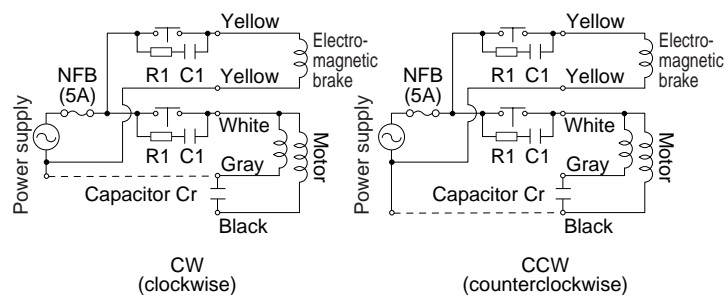 Yellow
Electro-
magnetic
brake
NFB
(5A)
R1 C1
Yellow
Power supply
White
R1 C1
Gray
Motor
Capacitor Cr
Black
CW
(clockwise)
Yellow
Electro-
magnetic
brake
NFB
(5A)
R1 C1
Yellow
Power supply
White
R1 C1
Gray
Motor
Capacitor Cr
Black
CCW
(counterclockwise)